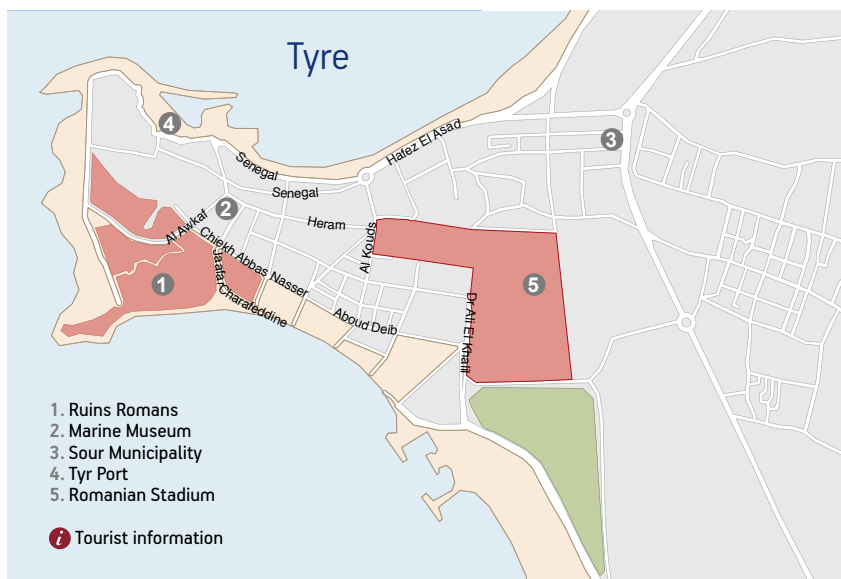 Tyre
4
3
Hafez El Asad
Senegal
Senegal
2
Heram
Al Awkaf
Al Kouds
Chiekh Abbas Nasser
Jaafar
Charafeddine
1
5
Aboud Deib
Dr Ali El Khalil
1. Ruins Romans
2. Marine Museum
3. Sour Municipality
4. Tyr Port
5. Romanian Stadium
i Tourist information